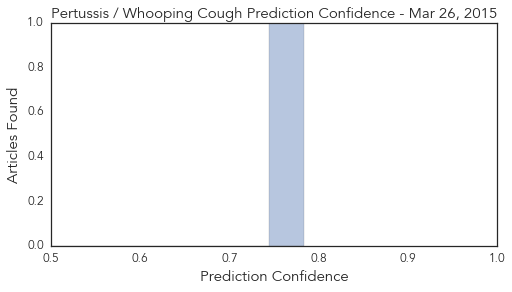 Pertussis / Whooping Cough Prediction Confidence - Mar 26, 2015
1.0
0.8
0.6
0.4
0.2
0.0
Articles Found
0.5 0.6 0.7 0.8 0.9 1.0
Prediction Confidence